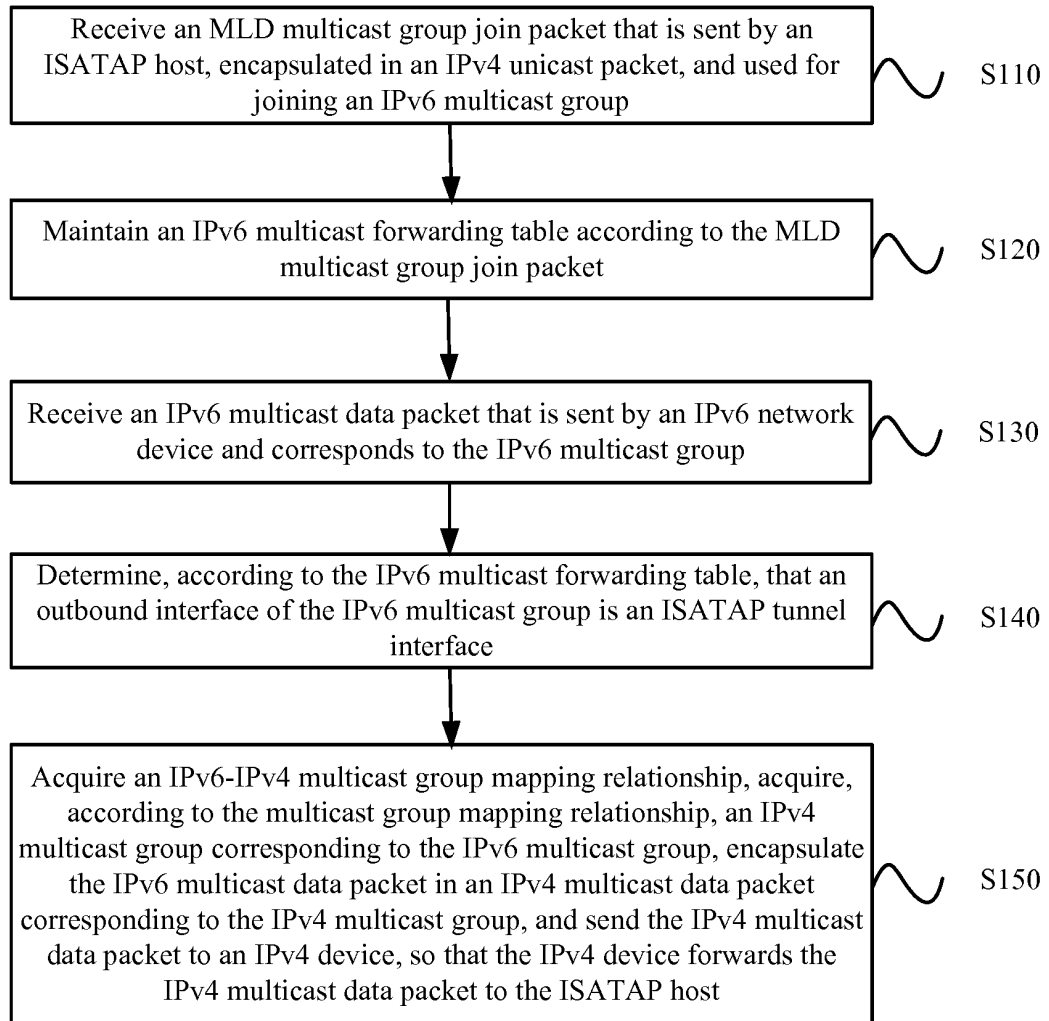 Receive an MLD multicast group join packet that is sent by an
ISATAP host, encapsulated in an IPv4 unicast packet, and used for
joining an IPv6 multicast group
S110
Maintain an IPv6 multicast forwarding table according to the MLD
multicast group join packet
S120
Receive an IPv6 multicast data packet that is sent by an IPv6 network
device and corresponds to the IPv6 multicast group
S130
Determine, according to the IPv6 multicast forwarding table, that an
outbound interface of the IPv6 multicast group is an ISATAP tunnel
interface
S140
Acquire an IPv6-IPv4 multicast group mapping relationship, acquire,
according to the multicast group mapping relationship, an IPv4
multicast group corresponding to the IPv6 multicast group, encapsulate
the IPv6 multicast data packet in an IPv4 multicast data packet
corresponding to the IPv4 multicast group, and send the IPv4 multicast
data packet to an IPv4 device, so that the IPv4 device forwards the
IPv4 multicast data packet to the ISATAP host
S150